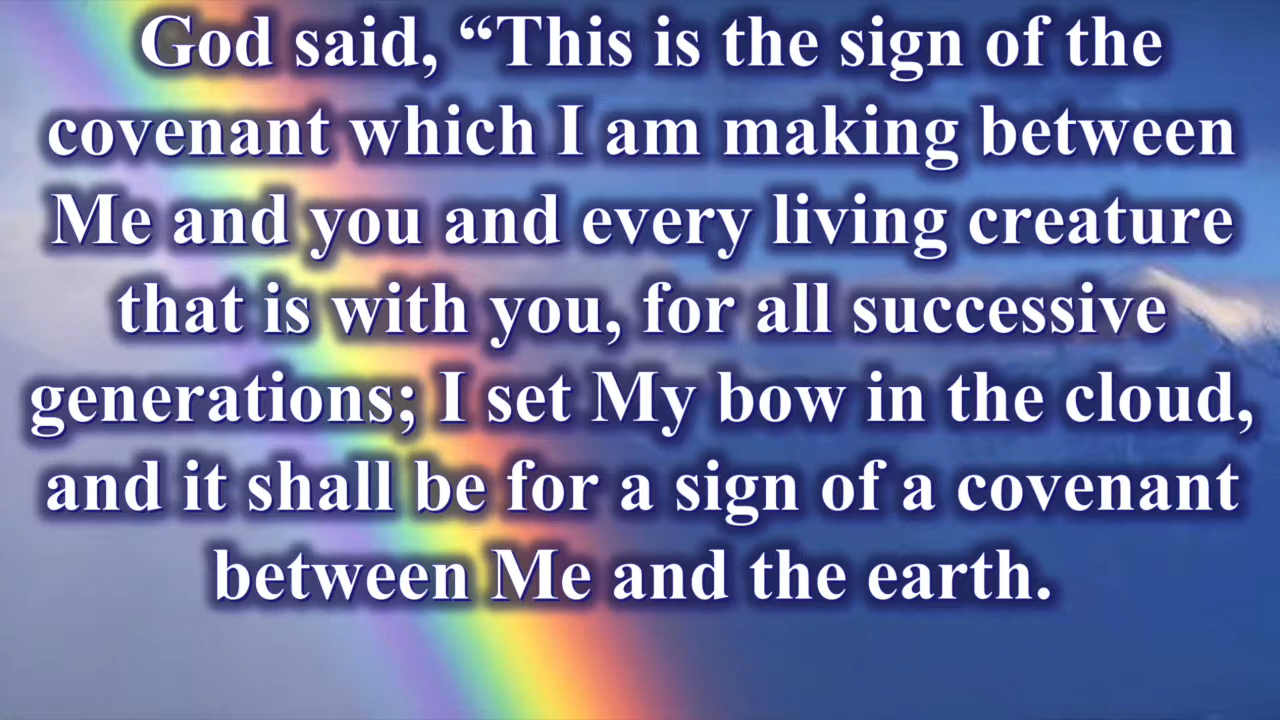 God said, “This is the sign of the
covenant which I am making between
Me and you and every living creature
that is with you, for all successive
generations; I set My bow in the cloud,
and it shall be for a sign of a covenant
between Me and the earth.